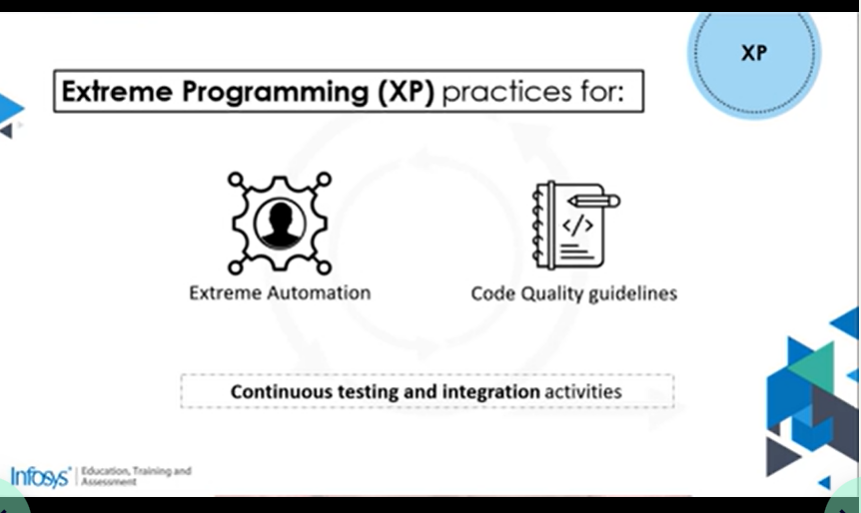 XP
Extreme Programming (XP) practices for:
</>
Extreme Automation
Code Quality guidelines
Continuous testing and integration activities
Infosys
Education, Training and
Assessment